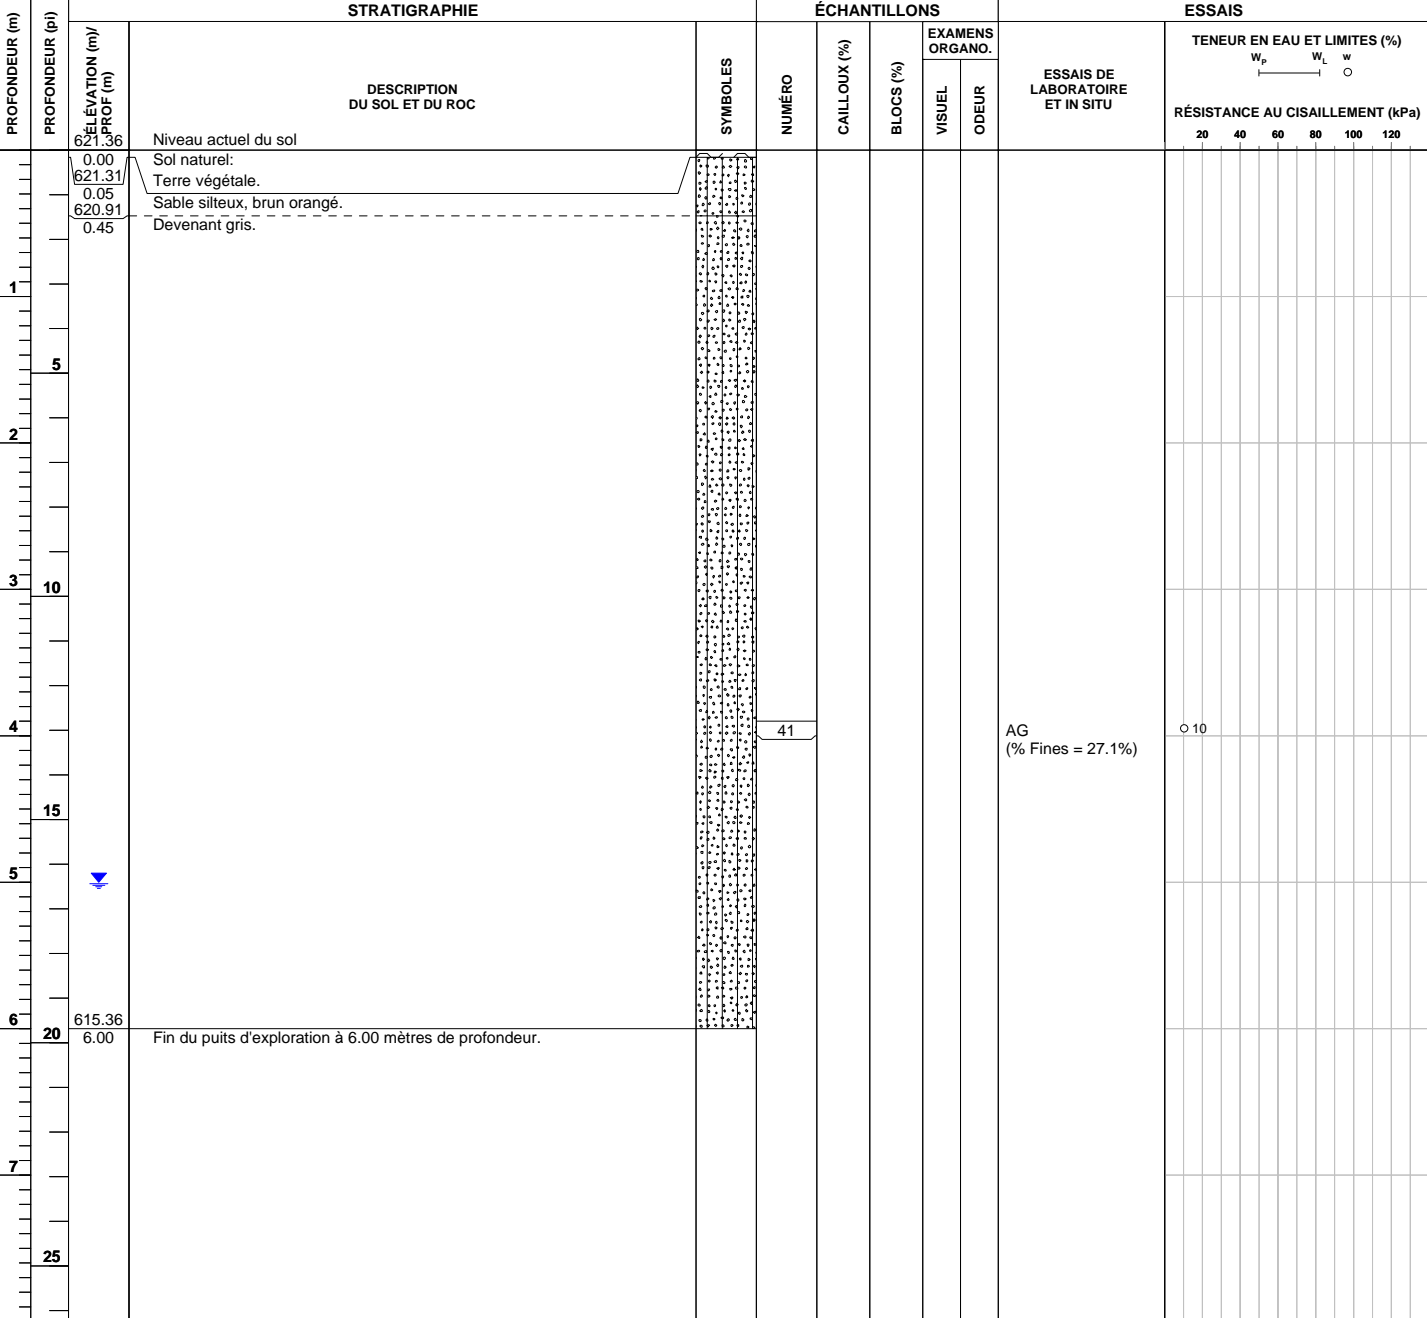 STRATIGRAPHIE
ÉCHANTILLONS
ESSAIS
PROFONDEUR (m)
PROFONDEUR (pi)
ÉLÉVATION (m)/
PROF (m)
DESCRIPTION
DU SOL ET DU ROC
SYMBOLES
NUMÉRO
CAILLOUX (%)
BLOCS (%)
EXAMENS
ORGANO.
VISUEL
ODEUR
ESSAIS DE
LABORATOIRE
ET IN SITU
TENEUR EN EAU ET LIMITES (%)
WP WL w
RÉSISTANCE AU CISAILLEMENT (kPa)
20 40 60 80 100 120
621.36 Niveau actuel du sol
0.00 Sol naturel:
621.31 Terre végétale.
0.05
620.91 Sable silteux, brun orangé.
0.45 Devenant gris.
1
5
2
3 10
4 41 AG 10
(% Fines = 27.1%)
15
5
6 615.36
20 6.00 Fin du puits d'exploration à 6.00 mètres de profondeur.
7
25